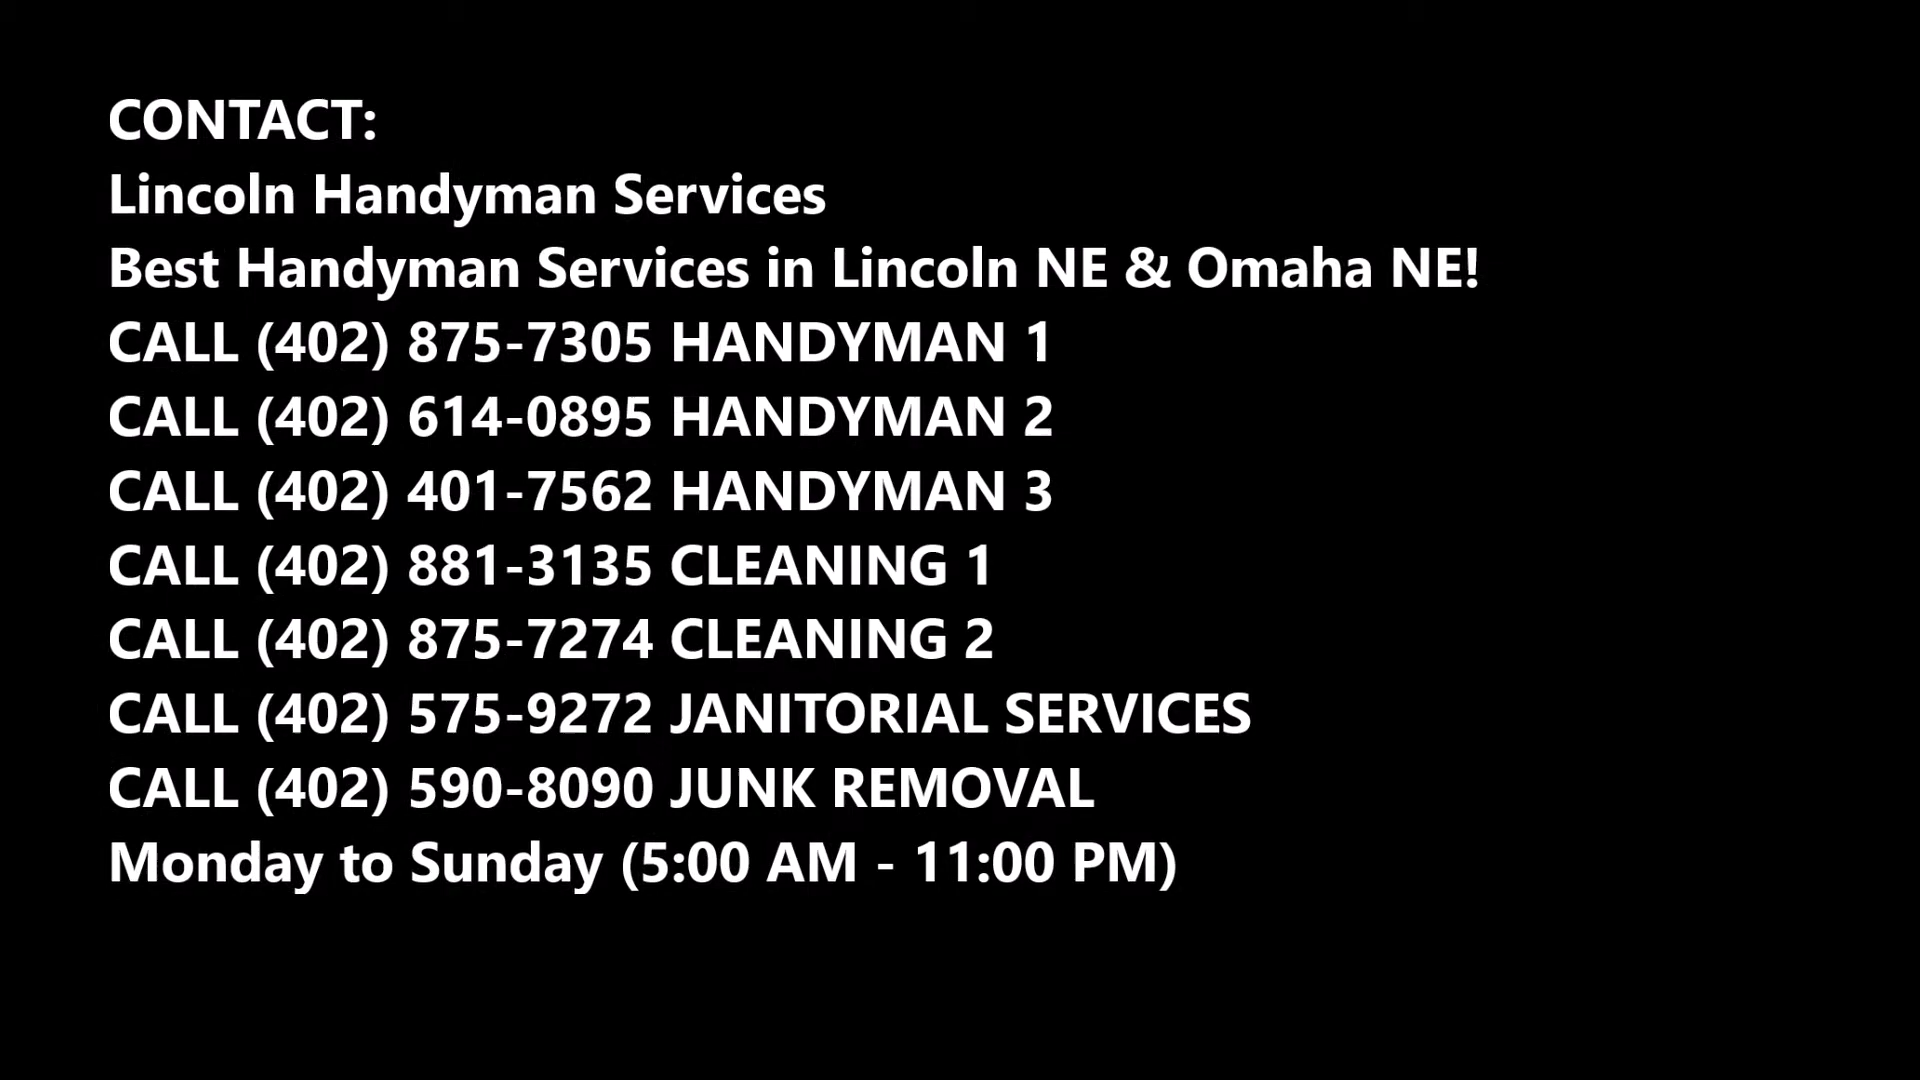 CONTACT:
Lincoln Handyman Services
Best Handyman Services in Lincoln NE & Omaha NE!
CALL (402) 875-7305 HANDYMAN 1
CALL (402) 614-0895 HANDYMAN 2
CALL (402) 401-7562 HANDYMAN 3
CALL (402) 881-3135 CLEANING 1
CALL (402) 875-7274 CLEANING 2
CALL (402) 575-9272 JANITORIAL SERVICES
CALL (402) 590-8090 JUNK REMOVAL
Monday to Sunday (5:00 AM - 11:00 PM)